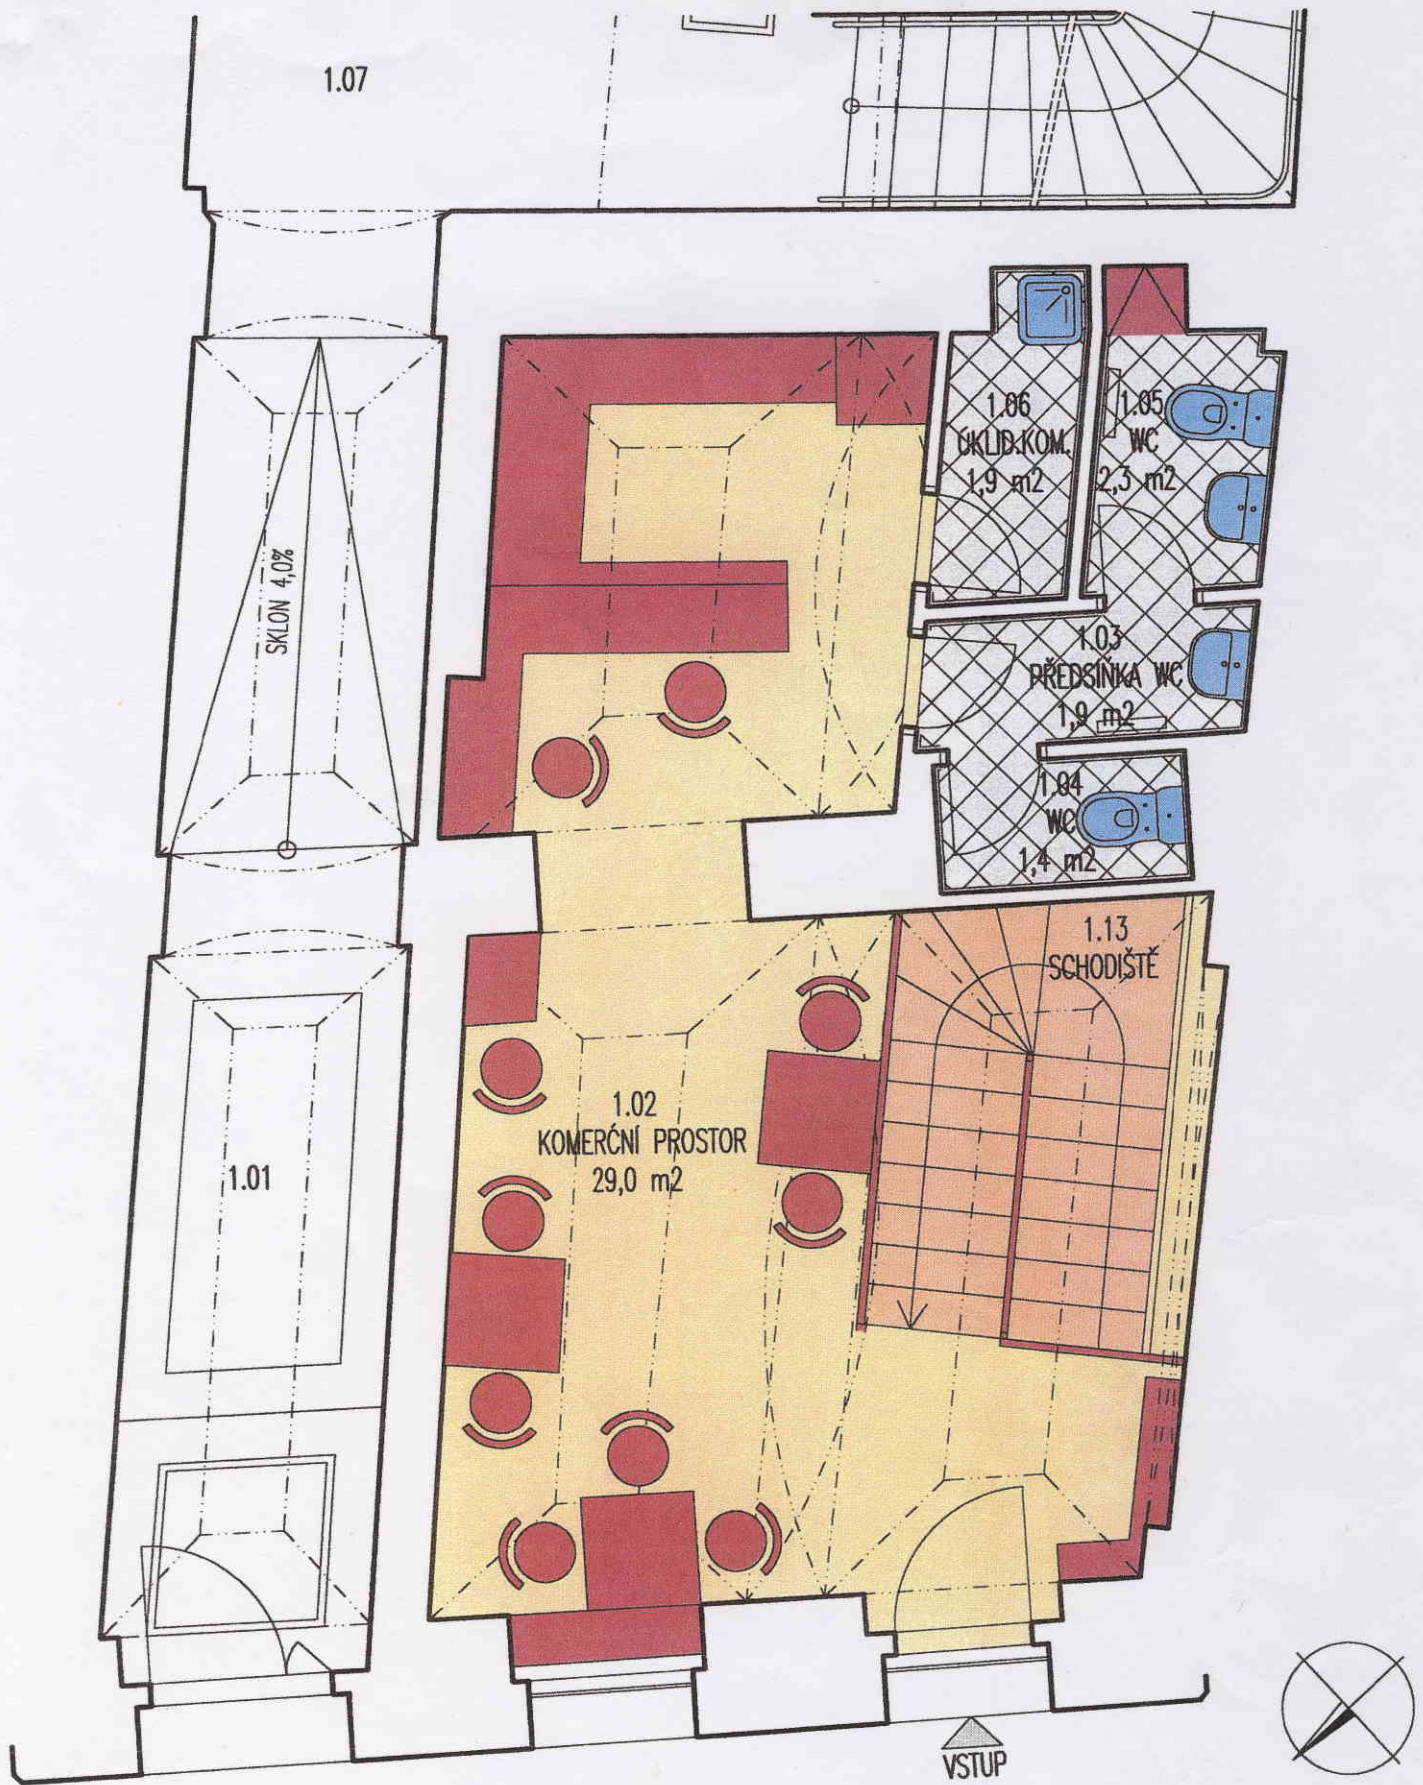 1.07
1.06
ÚKLID.KOM.
1,9 m2
1.05
WC
2,3 m2
SKLON 4,0%
1.03
PŘEDSÍŇKA WC
1,9 m2
1.04
WC
1,4 m2
1.13
SCHODIŠTĚ
1.02
KOMERĆNÍ PROSTOR
29,0 m2
1.01
VSTUP